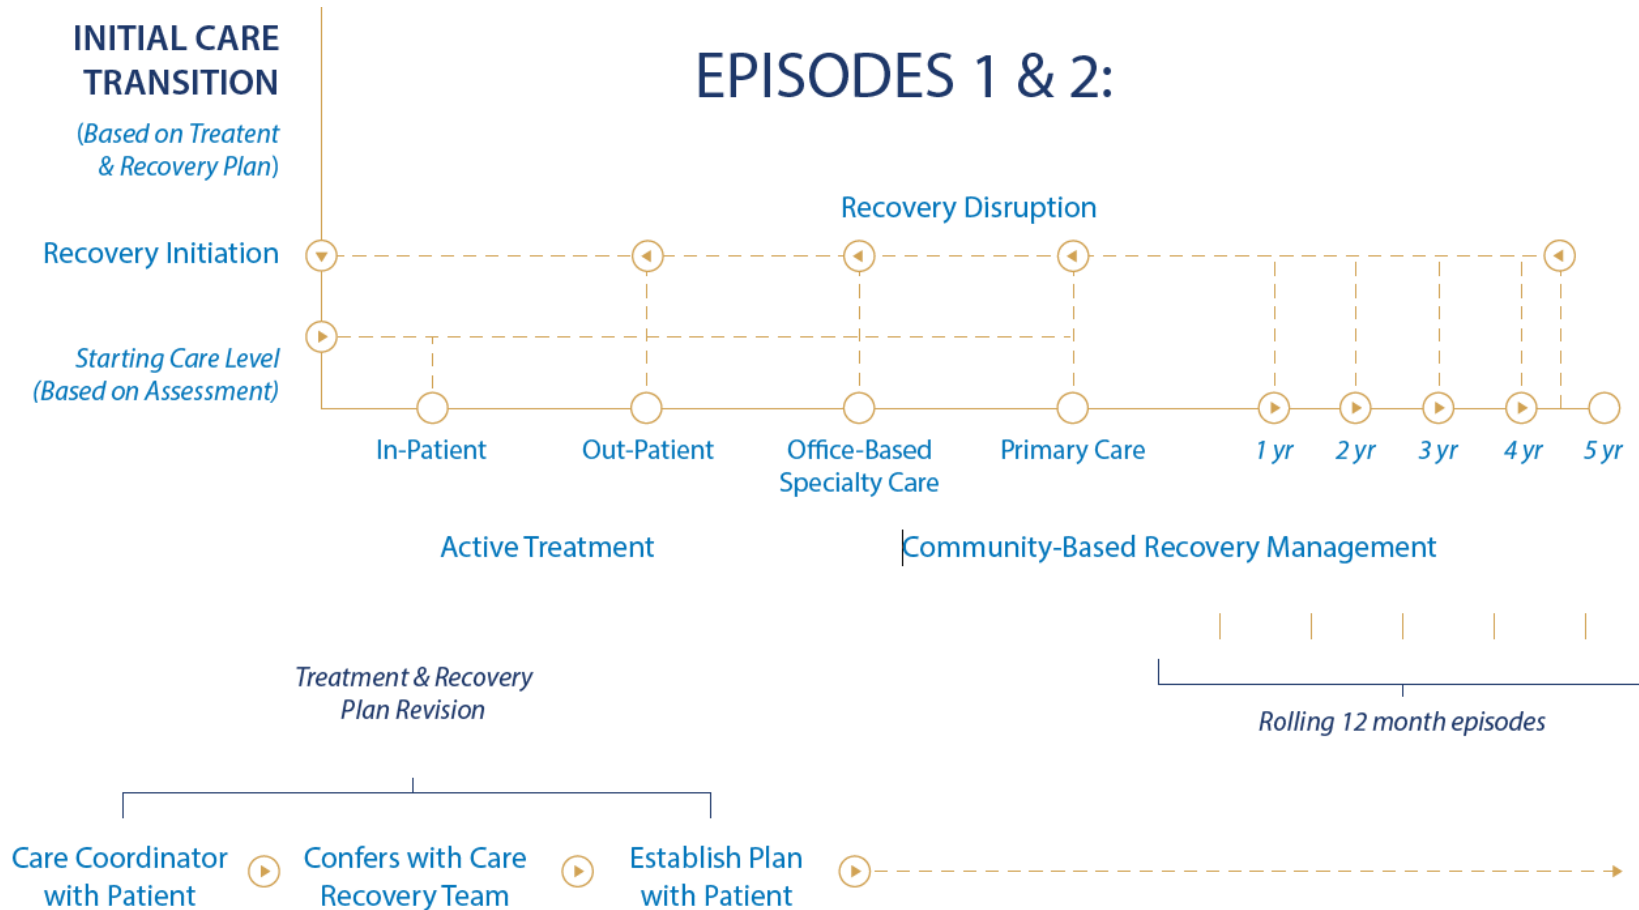 INITIAL CARE
TRANSITION
(Based on Treatent
& Recovery Plan)
EPISODES 1 & 2:
Recovery Disruption
Recovery Initiation
Starting Care Level
(Based on Assessment)
In-Patient
Out-Patient
Office-Based
Specialty Care
Primary Care
1 yr
2 yr
3 yr
4 yr
5 yr
Active Treatment
Community-Based Recovery Management
Treatment & Recovery
Plan Revision
Rolling 12 month episodes
Care Coordinator
with Patient
Confers with Care
Recovery Team
Establish Plan
with Patient